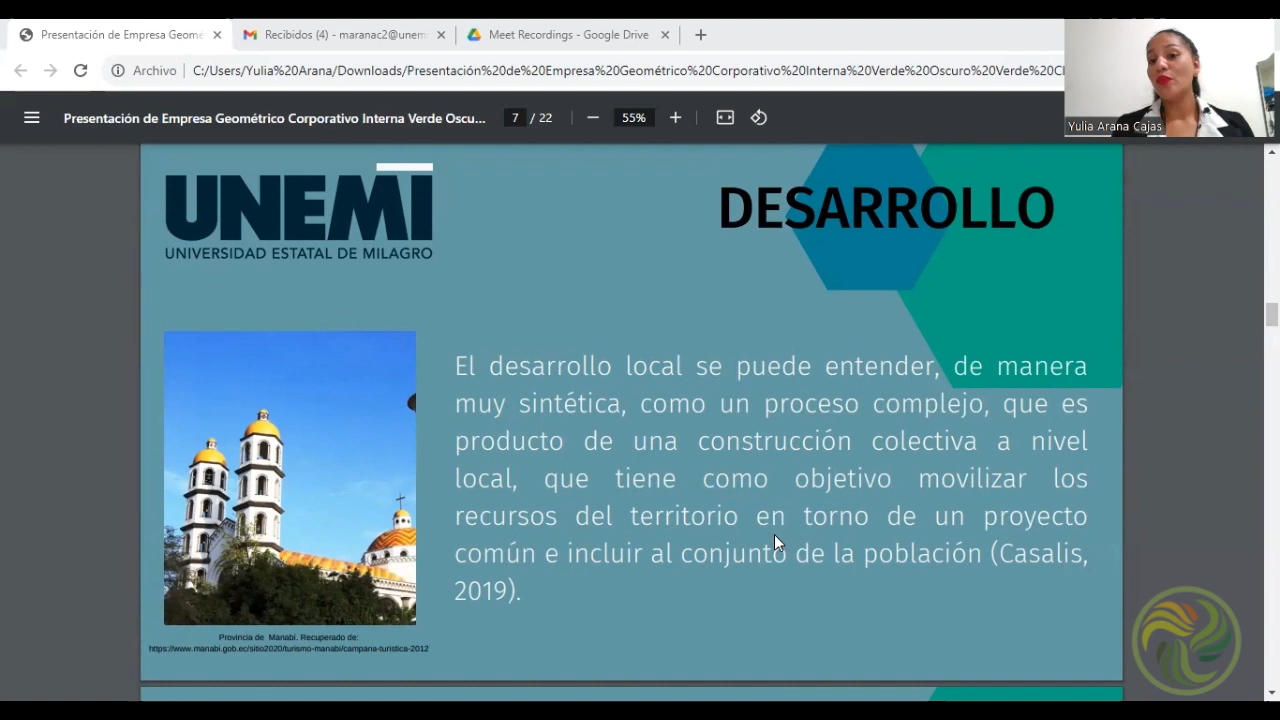 Presentación de Empresa Geomé
Recibidos (4) - maranac2@unem
Meet Recordings - Google Drive
Archivo
C:/Users/Yulia%20Arana/Downloads/Presentación%20de%20Empresa%20Geométrico%20Corporativo%20Interna%20Verde%20Oscuro%20Verde%20Cl
Presentación de Empresa Geométrico Corporativo Interna Verde Oscu...
7 / 22
55%
Yulia Arana Cajas
UNEMI
UNIVERSIDAD ESTATAL DE MILAGRO
DESARROLLO
El desarrollo local se puede entender, de manera
muy sintética, como un proceso complejo, que es
producto de una construcción colectiva a nivel
local, que tiene como objetivo movilizar los
recursos del territorio en torno de un proyecto
común e incluir al conjunto de la población (Casalis,
2019).
Provincia de Manabí. Recuperado de:
https://www.manabi.gob.ec/sitio2020/turismo-manabi/campana-turistica-2012